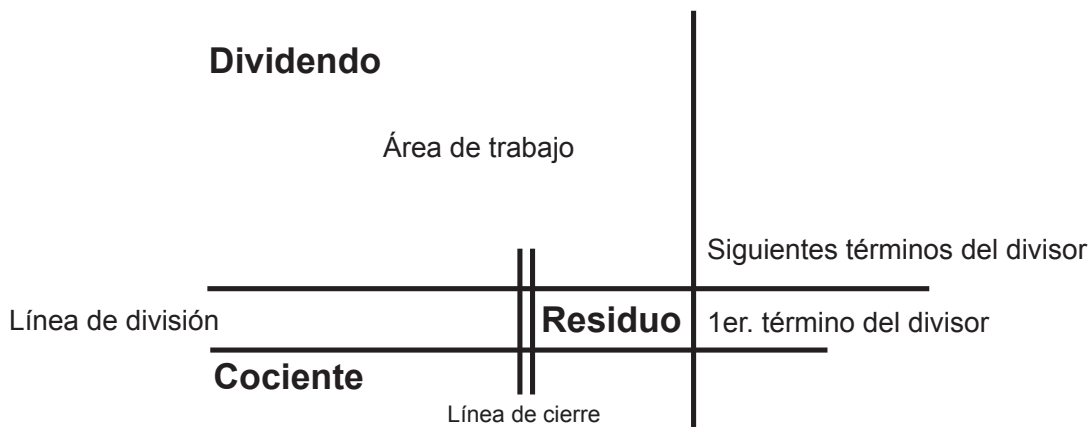 Dividendo
Área de trabajo
Siguientes términos del divisor
Línea de división
Residuo
1er. término del divisor
Cociente
Línea de cierre